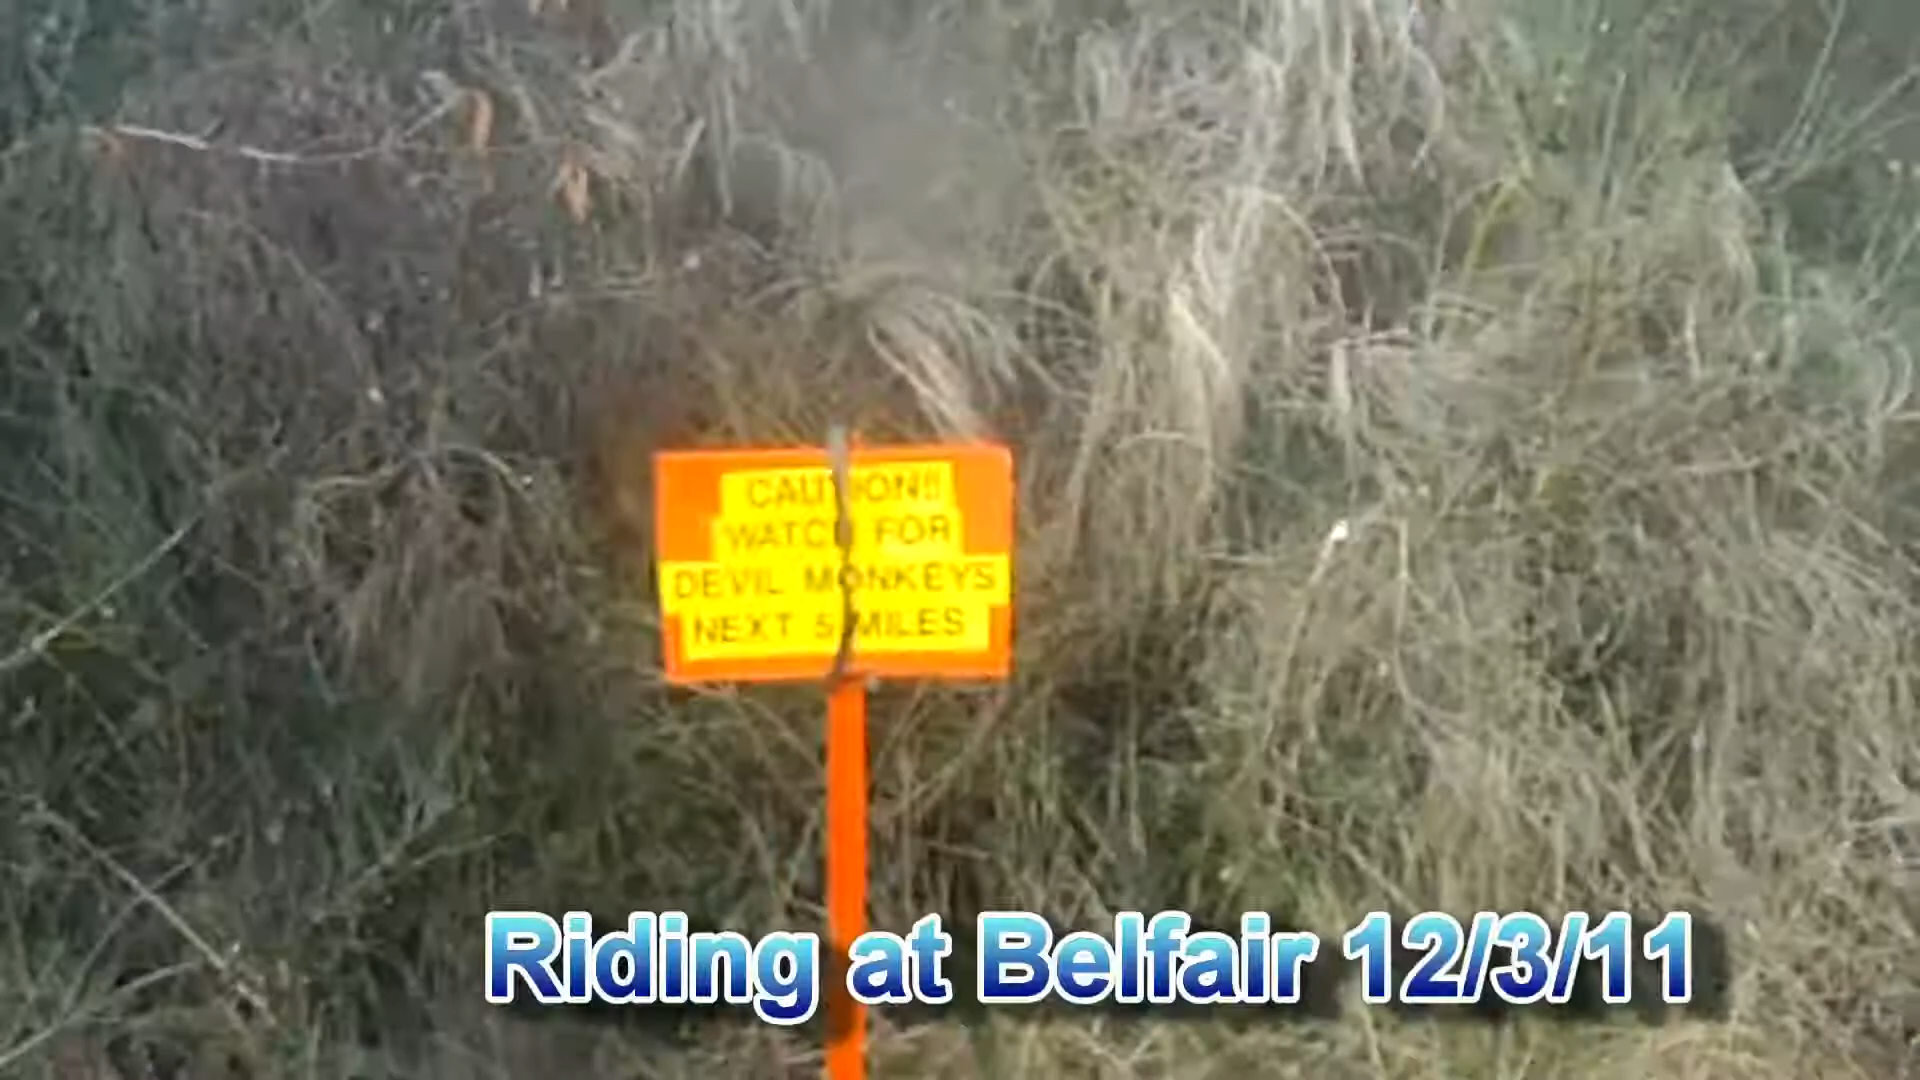 CAUTION!!
WATCH FOR
DEVIL MONKEYS
NEXT 5 MILES
Riding at Belfair 12/3/11